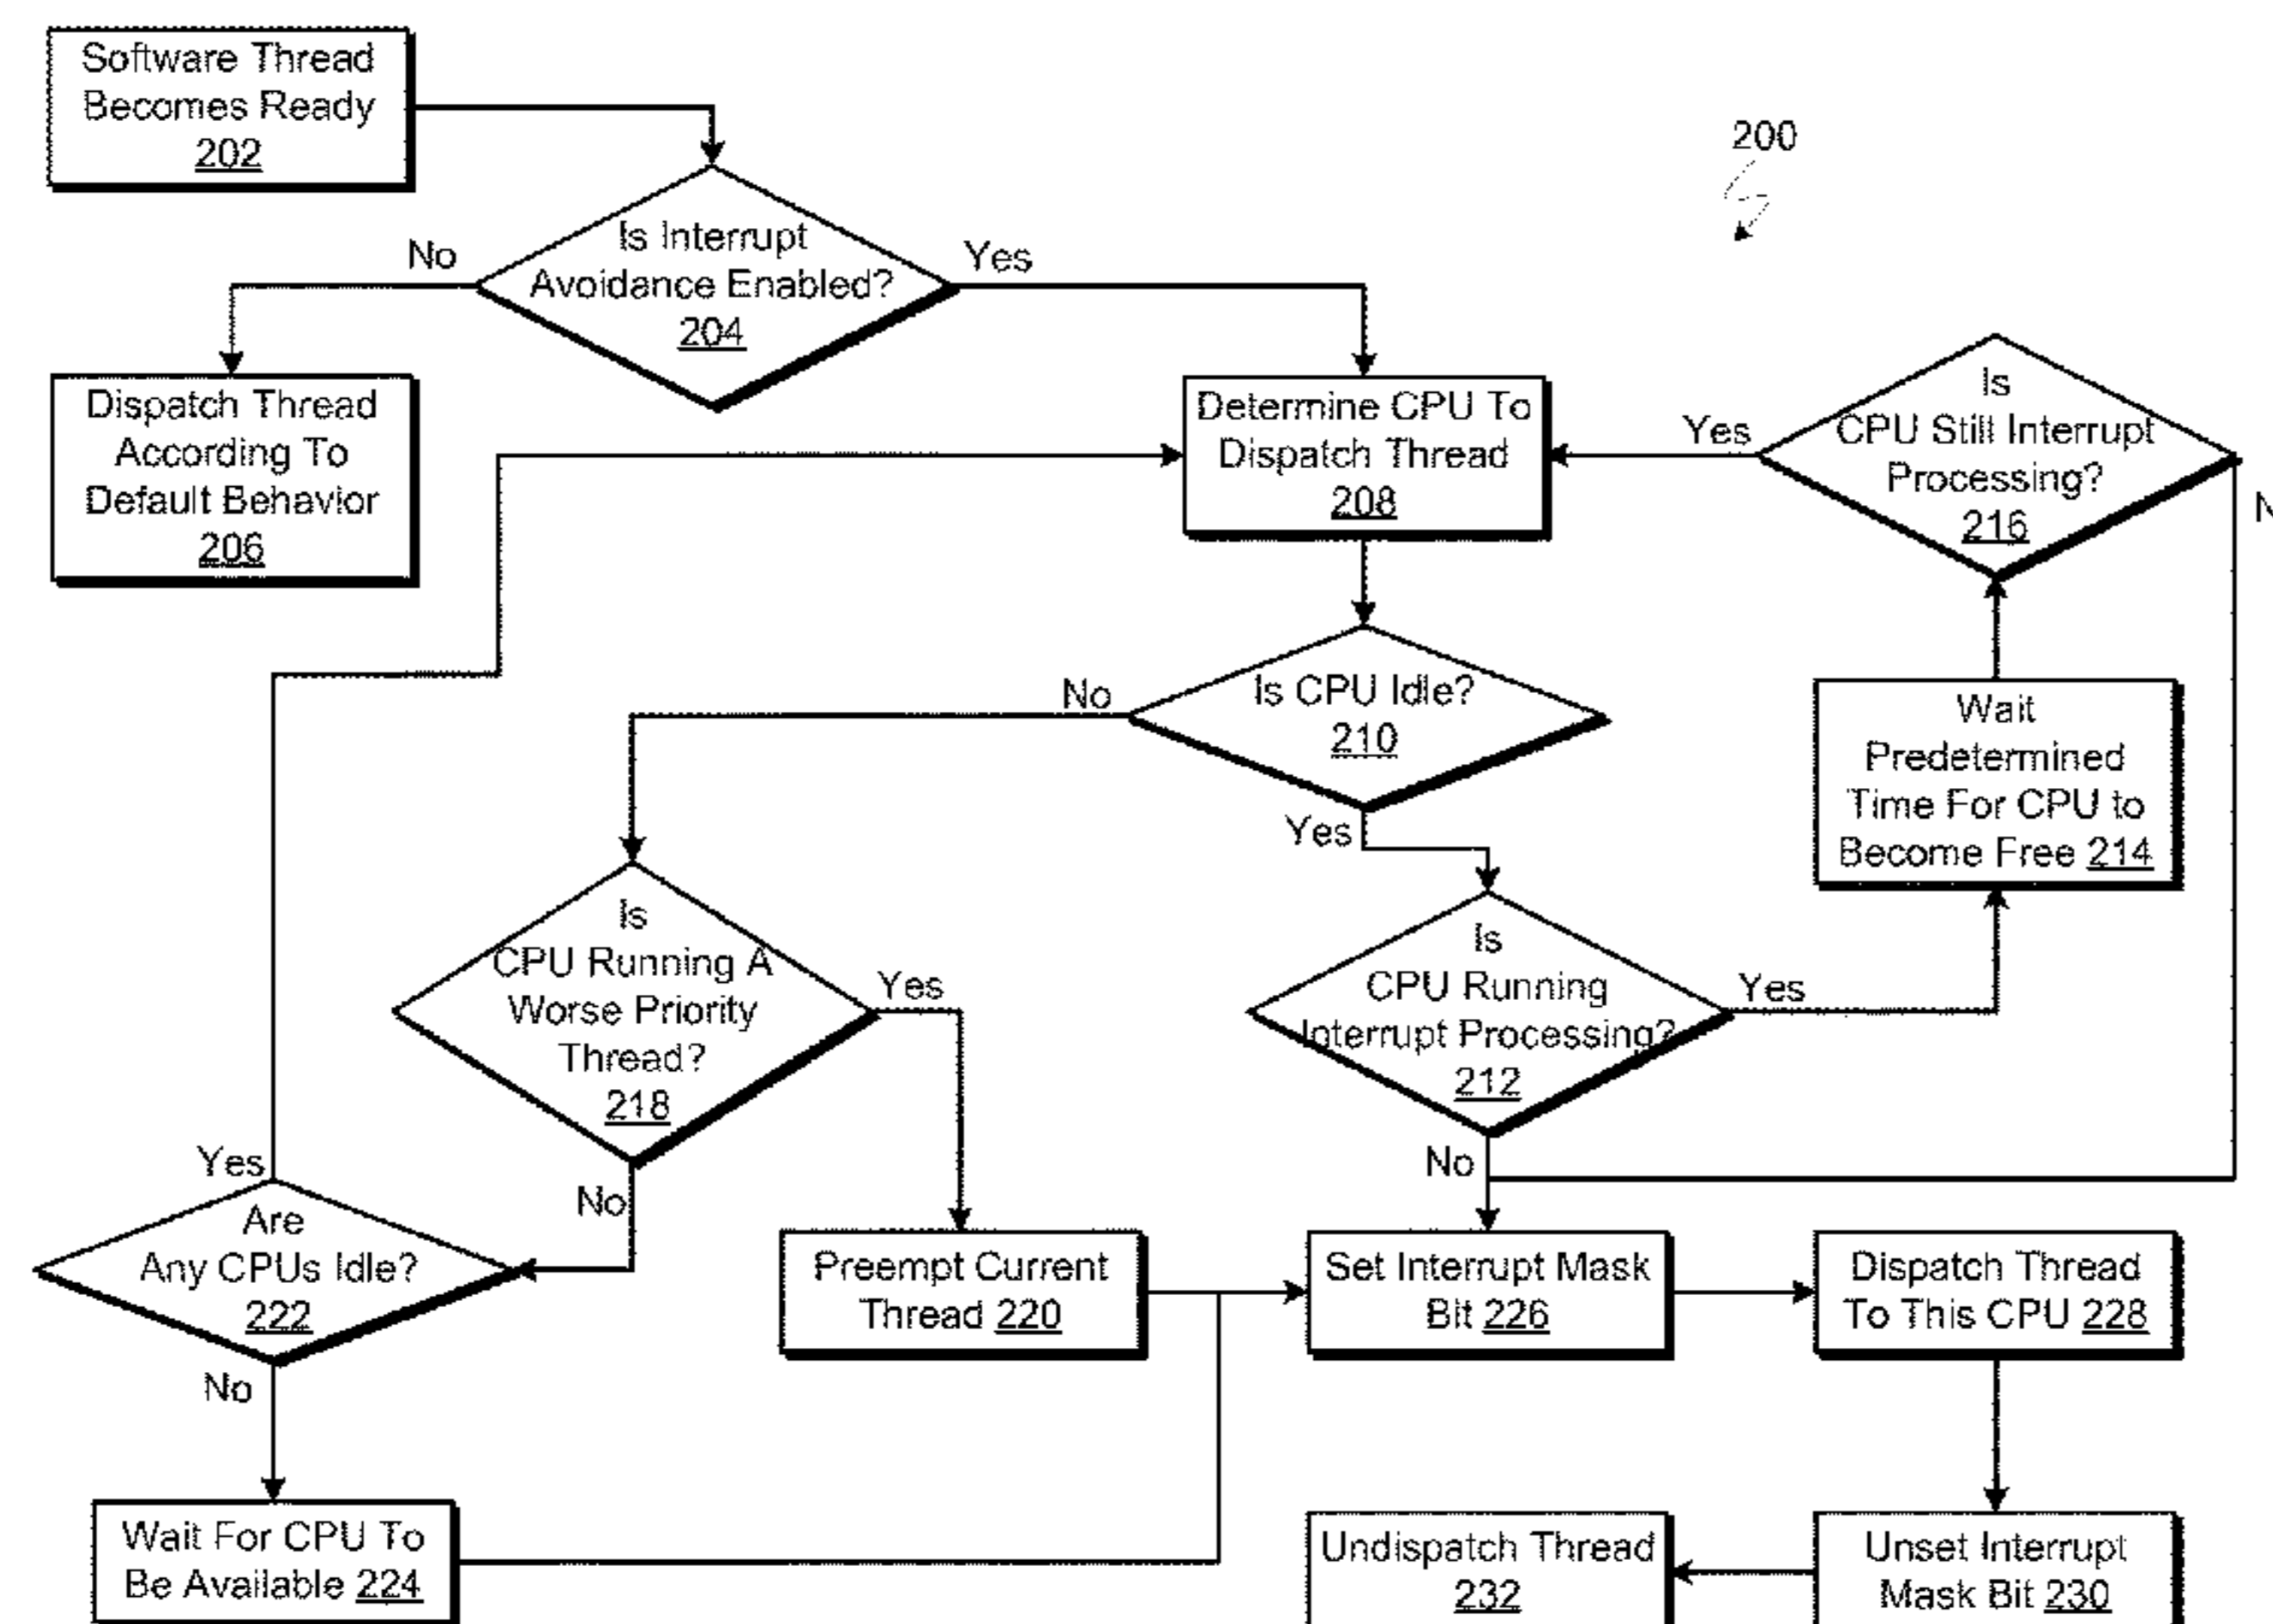 Software Thread
Becomes Ready
202
200
Is Interrupt
Avoidance Enabled?
204
No
Yes
Dispatch Thread
According To
Default Behavior
206
Determine CPU To
Dispatch Thread
208
Is
CPU Still Interrupt
Processing?
216
Yes
Is CPU Idle?
210
No
Yes
Wait
Predetermined
Time For CPU to
Become Free 214
Is
CPU Running A
Worse Priority
Thread?
218
Yes
No
Is
CPU Running
Interrupt Processing?
212
Yes
No
Yes
Are
Any CPUs Idle?
222
No
Preempt Current
Thread 220
Set Interrupt Mask
Bit 226
Dispatch Thread
To This CPU 228
Wait For CPU To
Be Available 224
Undispatch Thread
232
Unset Interrupt
Mask Bit 230